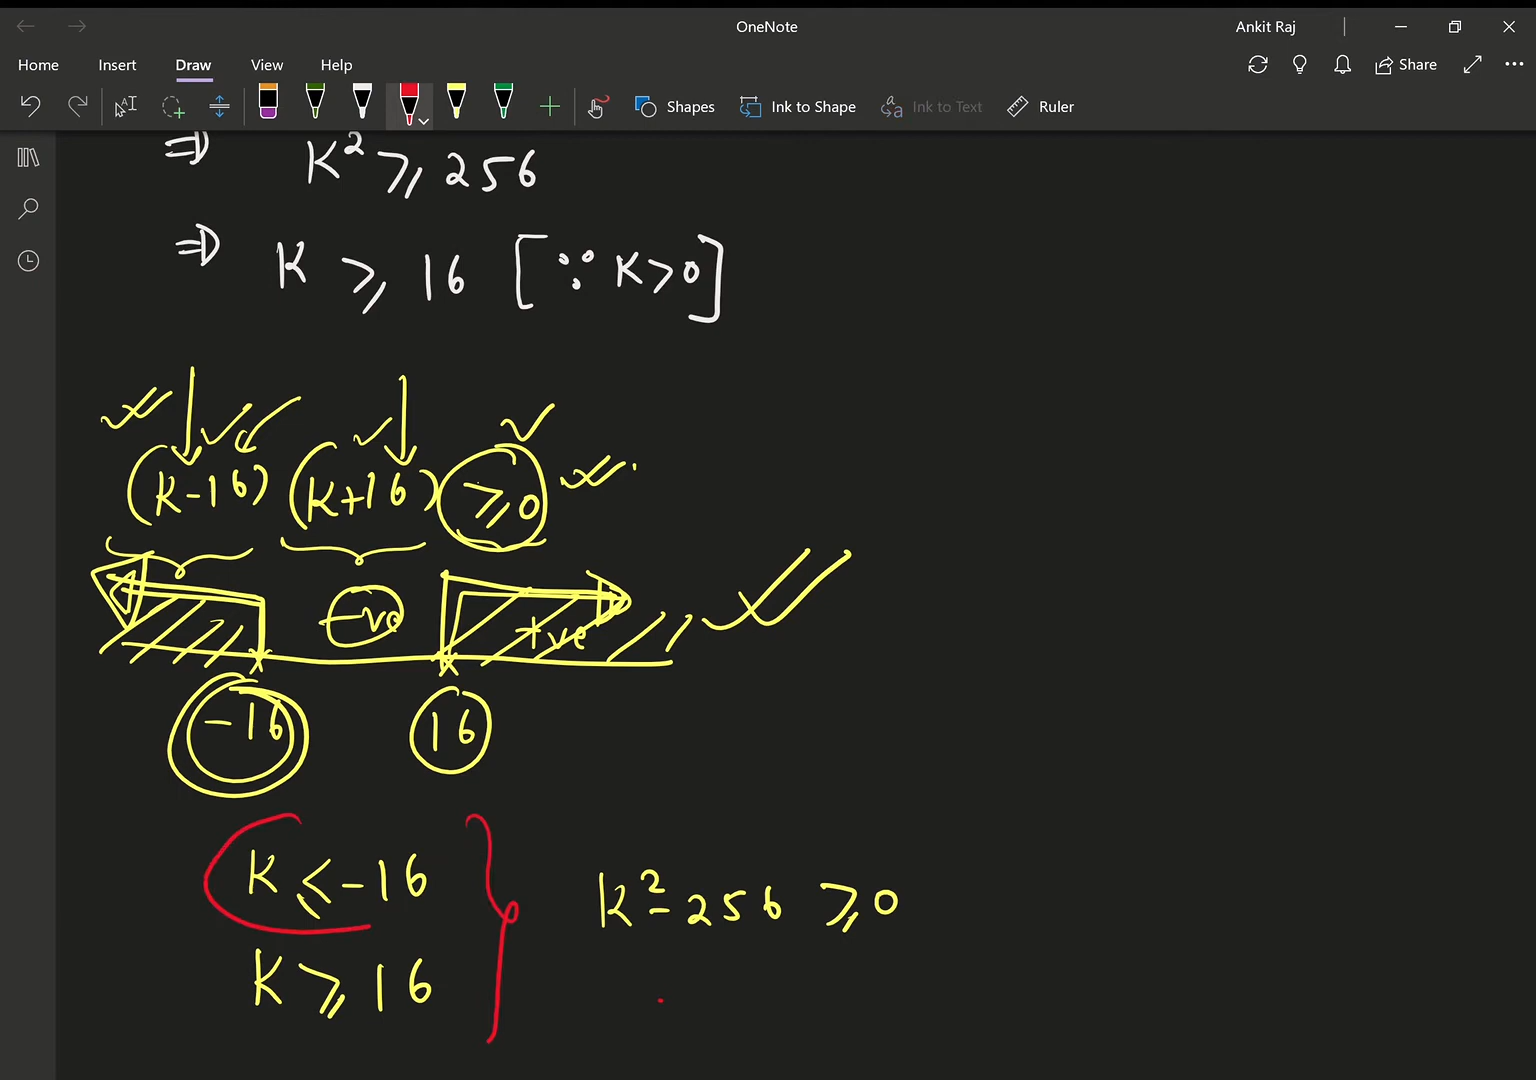 OneNote
Ankit Raj
Home Insert Draw View Help
Share
Shapes Ink to Shape Ink to Text Ruler
⇒ K² ≥ 256
⇒ K ≥ 16 [∵ K>0]
(K-16) (K+16) ≥0
-ve +ve
-16 16
K ≤ -16
K² - 256 ≥ 0
K ≥ 16